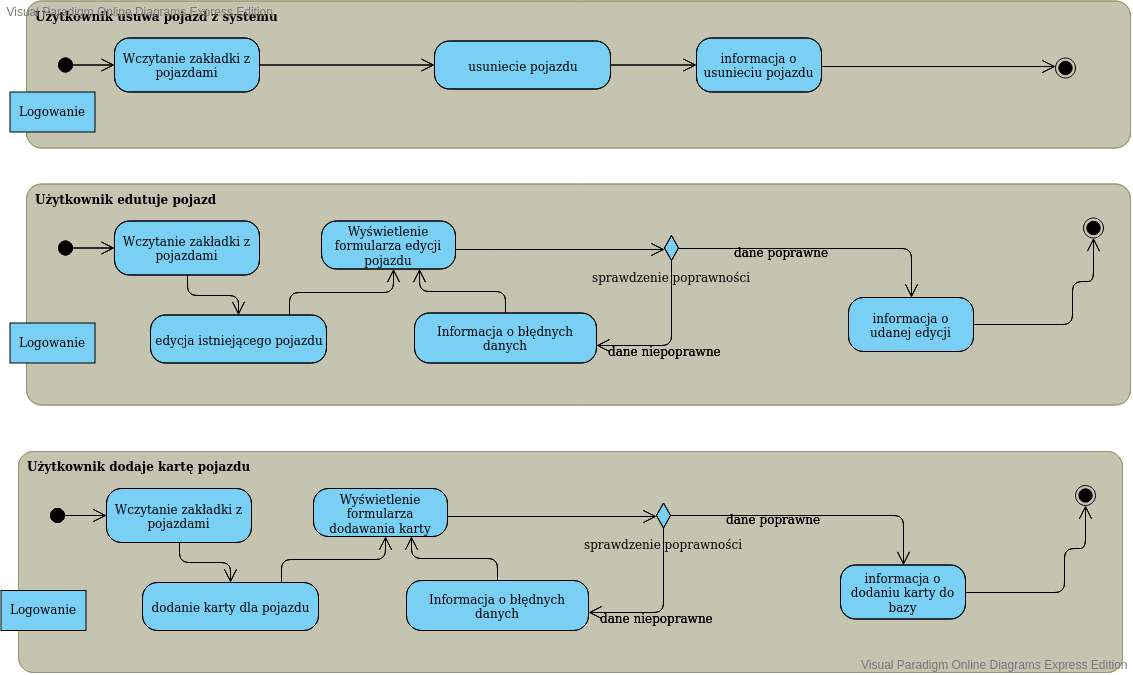 Visual Paradigm Online Diagrams Express Edition
Użytkownik usuwa pojazd z systemu
Wczytanie zakładki z
pojazdami
usuniecie pojazdu
informacja o
usunieciu pojazdu
Logowanie
Użytkownik edutuje pojazd
Wczytanie zakładki z
pojazdami
Wyświetlenie
formularza edycji
pojazdu
dane poprawne
sprawdzenie poprawności
edycja istniejącego pojazdu
Informacja o błędnych
danych
informacja o
udanej edycji
Logowanie
dane niepoprawne
Użytkownik dodaje kartę pojazdu
Wczytanie zakładki z
pojazdami
Wyświetlenie
formularza
dodawania karty
dane poprawne
sprawdzenie poprawności
dodanie karty dla pojazdu
Informacja o błędnych
danych
informacja o
dodaniu karty do
bazy
Logowanie
dane niepoprawne
Visual Paradigm Online Diagrams Express Edition